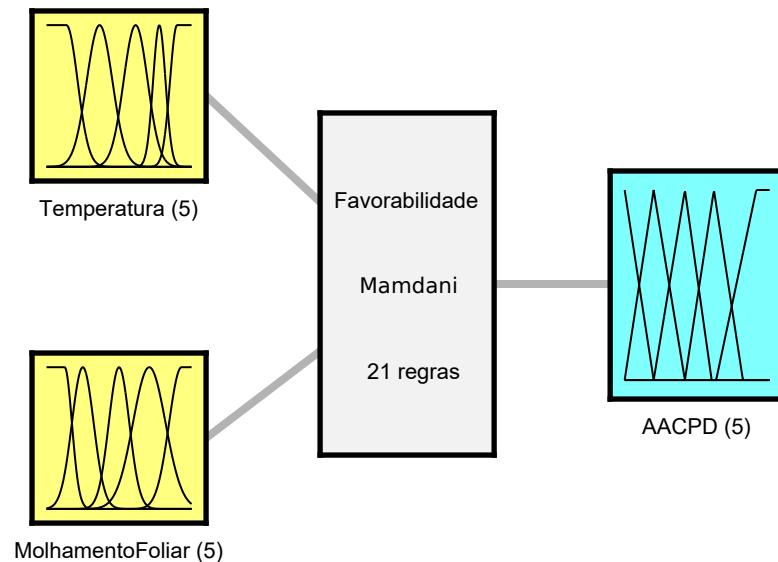 Temperatura (5)
Favorabilidade
Mamdani
21 regras
AACPD (5)
MolhamentoFoliar (5)